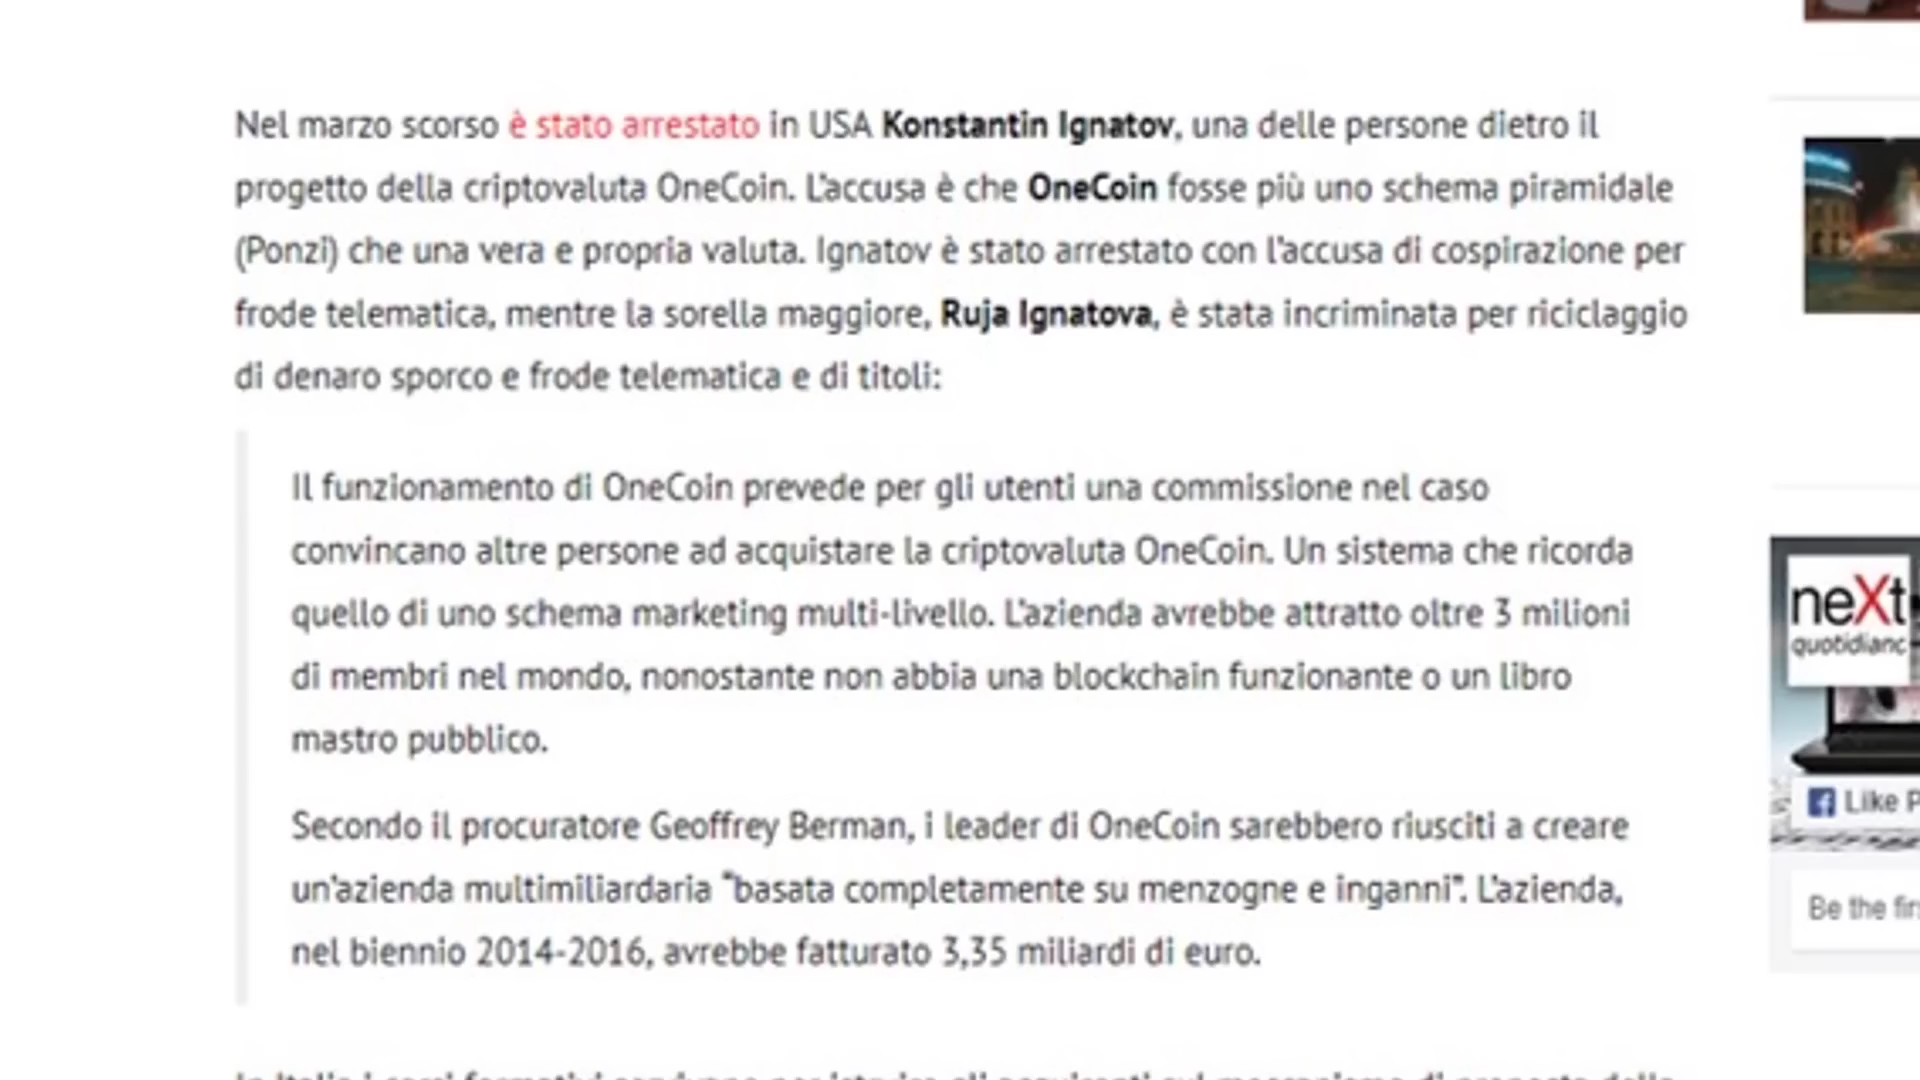 Nel marzo scorso è stato arrestato in USA Konstantin Ignatov, una delle persone dietro il
progetto della criptovaluta OneCoin. L'accusa è che OneCoin fosse più uno schema piramidale
(Ponzi) che una vera e propria valuta. Ignatov è stato arrestato con l'accusa di cospirazione per
frode telematica, mentre la sorella maggiore, Ruja Ignatova, è stata incriminata per riciclaggio
di denaro sporco e frode telematica e di titoli:
Il funzionamento di OneCoin prevede per gli utenti una commissione nel caso
convincano altre persone ad acquistare la criptovaluta OneCoin. Un sistema che ricorda
quello di uno schema marketing multi-livello. L'azienda avrebbe attratto oltre 3 milioni
di membri nel mondo, nonostante non abbia una blockchain funzionante o un libro
mastro pubblico.
Secondo il procuratore Geoffrey Berman, i leader di OneCoin sarebbero riusciti a creare
un'azienda multimiliardaria "basata completamente su menzogne e inganni". L'azienda,
nel biennio 2014-2016, avrebbe fatturato 3,35 miliardi di euro.
neXt
quotidiano
Like P
Be the fir